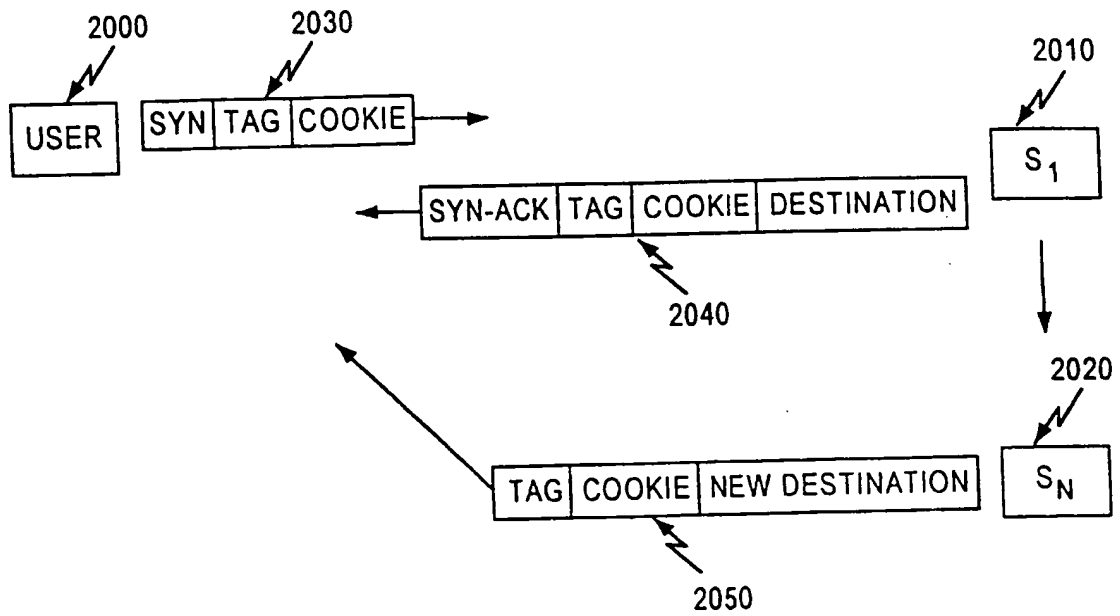 2000
2030
2010
USER
SYN TAG COOKIE
S1
SYN-ACK TAG COOKIE DESTINATION
2040
2020
TAG COOKIE NEW DESTINATION
SN
2050